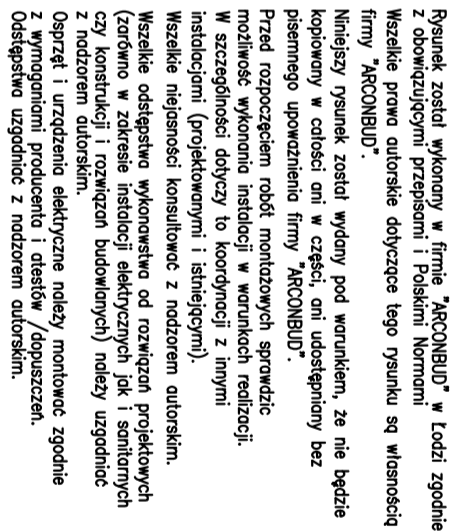 Rysunek został wykonany w firmie "ARCONBUD" w Łodzi zgodnie
z obowiązującymi przepisami i Polskimi Normami
Wszelkie prawa autorskie dotyczące tego rysunku są własnością
firmy "ARCONBUD".
Niniejszy rysunek został wydany pod warunkiem, że nie będzie
kopiowany w całości ani w części, ani udostępniany bez
pisemnego upoważnienia firmy "ARCONBUD".
Przed rozpoczęciem robót montażowych sprawdzic
możliwość wykonania instalacji w warunkach realizacji.
W szczególności dotyczy to koordynacji z innymi
instalacjami (projektowanymi i istniejącymi).
Wszelkie niejasności konsultować z nadzorem autorskim.
Wszelkie odstępstwa wykonawstwa od rozwiązań projektowych
(zarówno w zakresie instalacji elektrycznych jak i sanitarnych
czy konstrukcji i rozwiązań budowlanych) należy uzgadniać
z nadzorem autorskim.
Osprzęt i urządzenia elektryczne należy montować zgodnie
z wymoganiami producenta i atestów /dopuszczeń.
Odstępstwa uzgadniać z nadzorem autorskim.